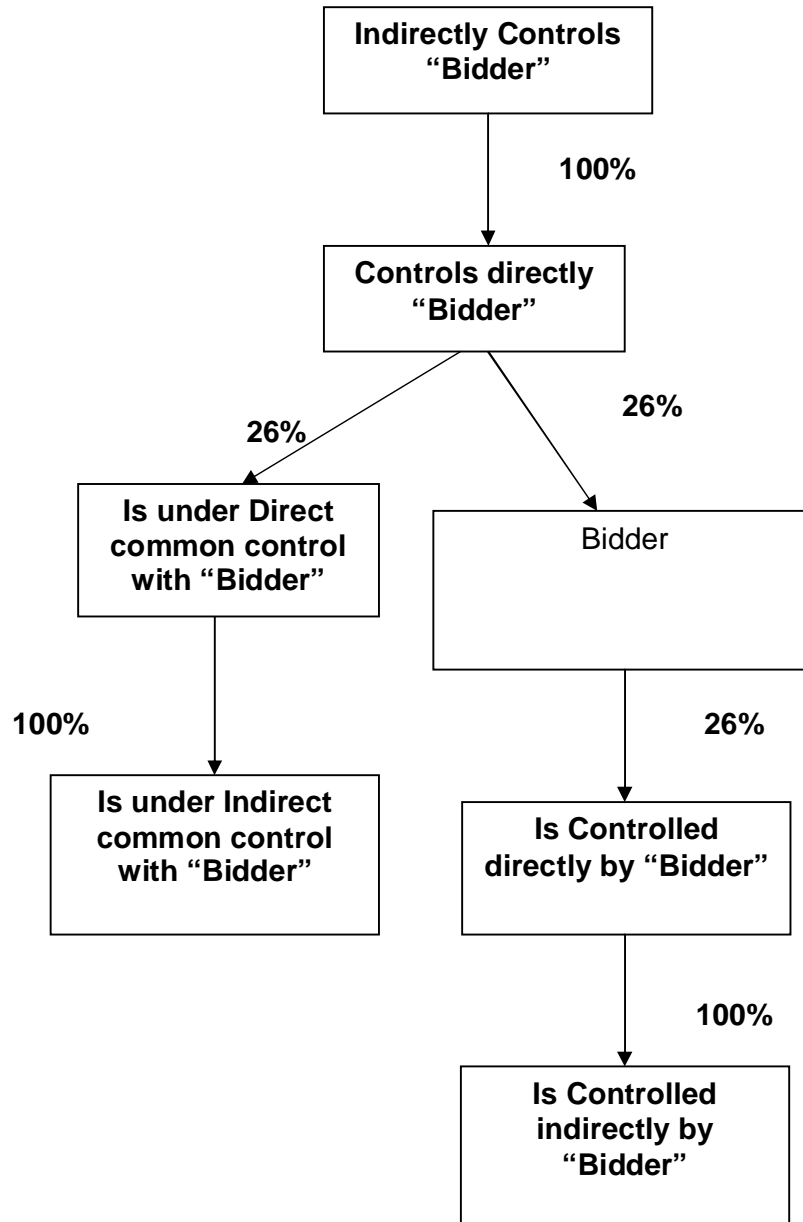 Indirectly Controls
“Bidder”
100%
Controls directly
“Bidder”
26%
26%
Is under Direct
common control
with “Bidder”
Bidder
100%
26%
Is under Indirect
common control
with “Bidder”
Is Controlled
directly by “Bidder”
100%
Is Controlled
indirectly by
“Bidder”